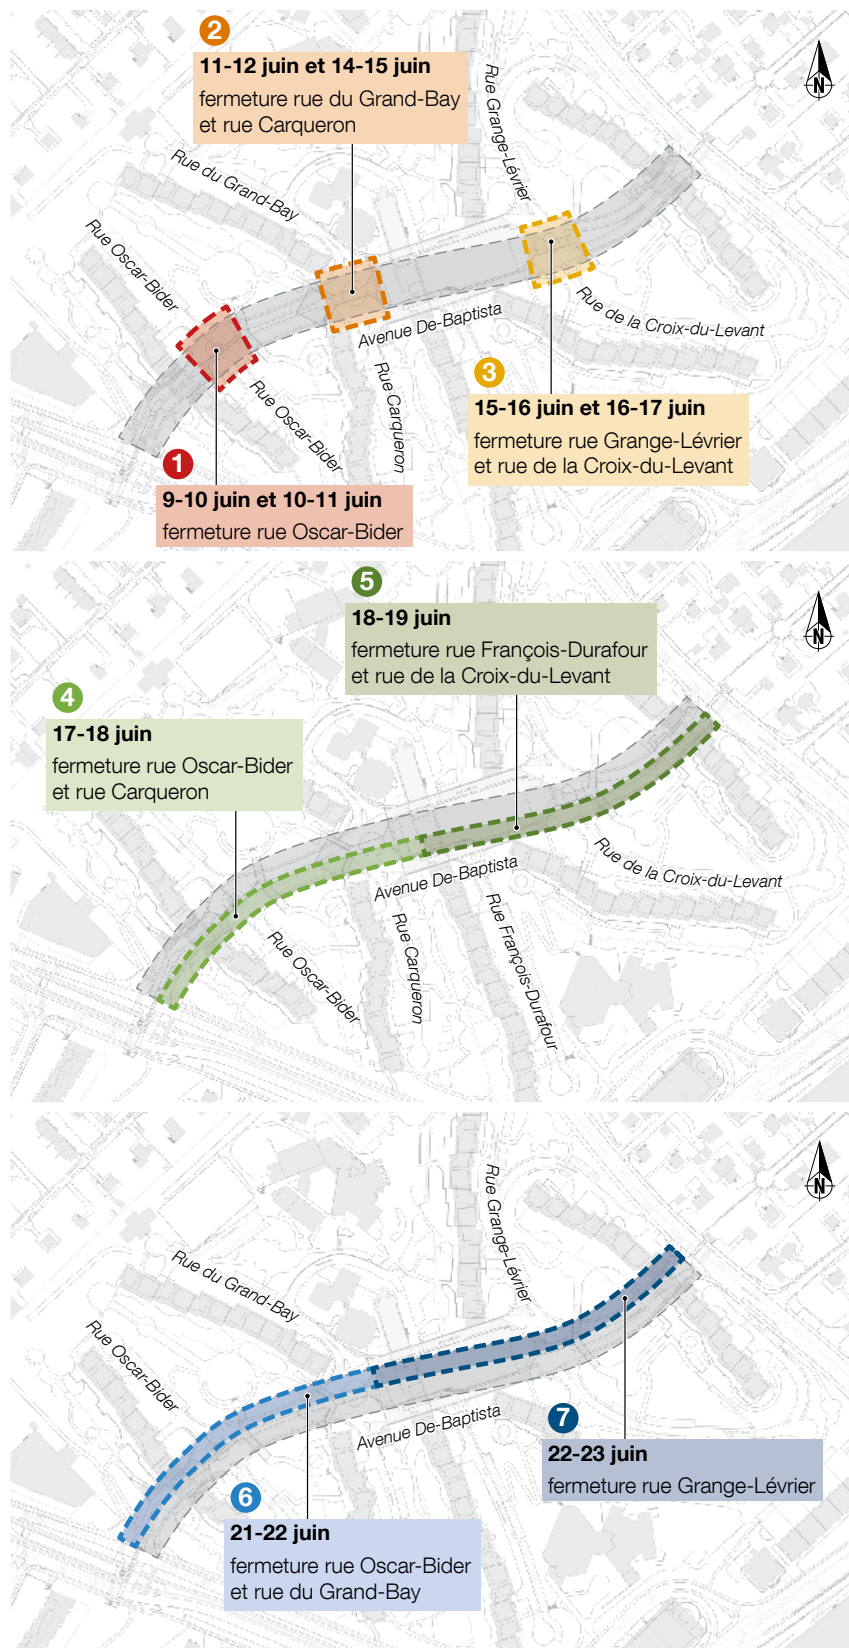 2
11-12 juin et 14-15 juin
fermeture rue du Grand-Bay
et rue Carqueron
N
Rue Grange-Lévrier
Rue du Grand-Bay
Rue Oscar-Bider
Avenue De-Baptista
Rue de la Croix-du-Levant
Rue Oscar-Bider
Rue Carqueron
3
15-16 juin et 16-17 juin
fermeture rue Grange-Lévrier
et rue de la Croix-du-Levant
1
9-10 juin et 10-11 juin
fermeture rue Oscar-Bider
5
18-19 juin
fermeture rue François-Durafour
et rue de la Croix-du-Levant
N
4
17-18 juin
fermeture rue Oscar-Bider
et rue Carqueron
Avenue De-Baptista
Rue de la Croix-du-Levant
Rue Oscar-Bider
Rue Carqueron
Rue François-Durafour
N
Rue Grange-Lévrier
Rue du Grand-Bay
Rue Oscar-Bider
Avenue De-Baptista
7
22-23 juin
fermeture rue Grange-Lévrier
6
21-22 juin
fermeture rue Oscar-Bider
et rue du Grand-Bay